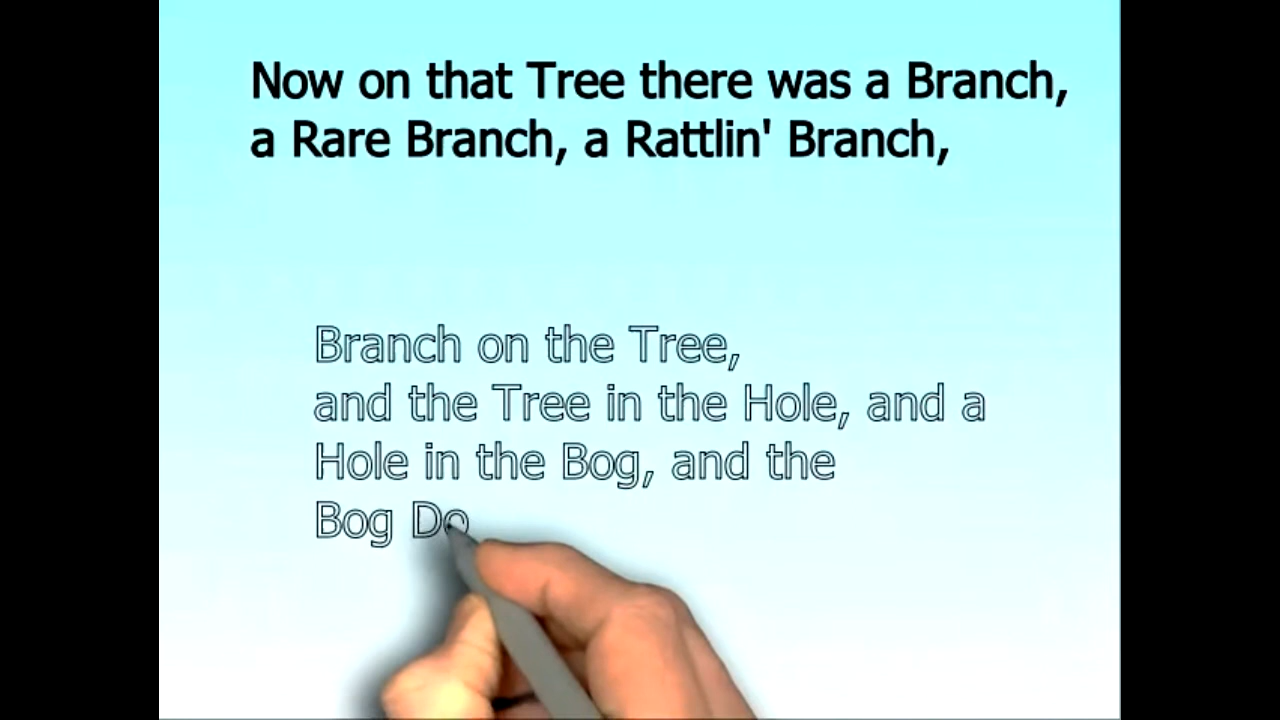 Now on that Tree there was a Branch,
a Rare Branch, a Rattlin' Branch,
Branch on the Tree,
and the Tree in the Hole, and a
Hole in the Bog, and the
Bog Do